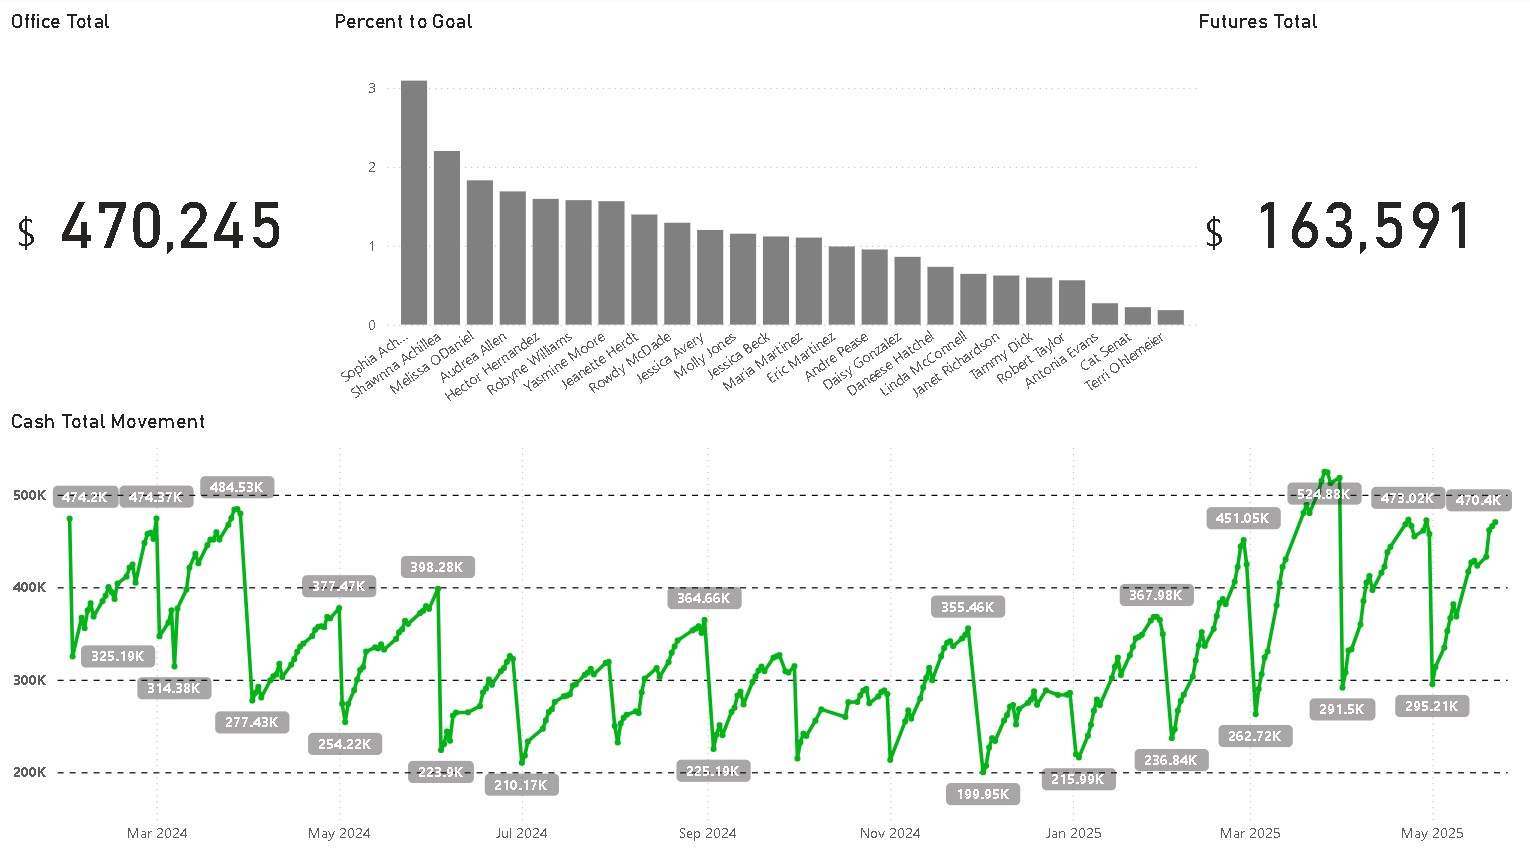 Office Total
Percent to Goal
Futures Total
3
2
1
0
$ 470,245
$ 163,591
Sophia Ach...
Shawnna Achillea
Melissa ODaniel
Audrea Allen
Hector Hernandez
Robyne Williams
Yasmine Moore
Jeanette Herdt
Rowdy McDade
Jessica Avery
Molly Jones
Jessica Beck
Maria Martinez
Eric Martinez
Andre Pease
Daisy Gonzalez
Daneese Hatchel
Linda McConnell
Janet Richardson
Tammy Dick
Robert Taylor
Antonia Evans
Cat Senat
Terri Ohlemeier
Cash Total Movement
500K
400K
300K
200K
474.2K
325.19K
474.37K
314.38K
484.53K
277.43K
377.47K
254.22K
398.28K
223.9K
210.17K
364.66K
225.19K
355.46K
199.95K
215.99K
367.98K
236.84K
451.05K
262.72K
524.88K
291.5K
473.02K
295.21K
470.4K
Mar 2024
May 2024
Jul 2024
Sep 2024
Nov 2024
Jan 2025
Mar 2025
May 2025